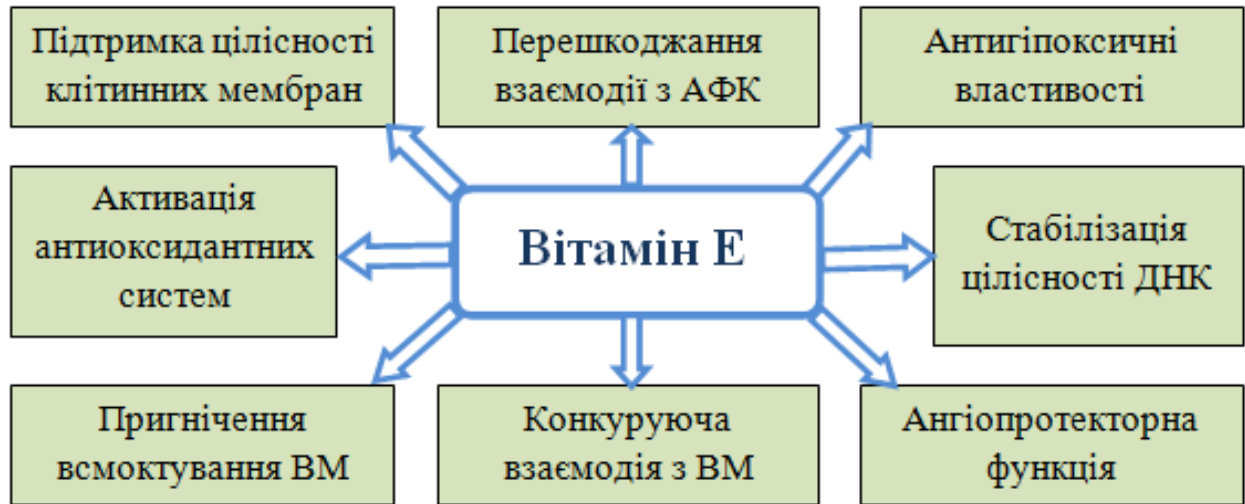 Підтримка цілісності
клітинних мембран
Перешкоджання
взаємодії з АФК
Антигіпоксичні
властивості
Активація
антиоксидантних
систем
Вітамін Е
Стабілізація
цілісності ДНК
Пригнічення
всмоктування ВМ
Конкуруюча
взаємодія з ВМ
Ангіопротекторна
функція